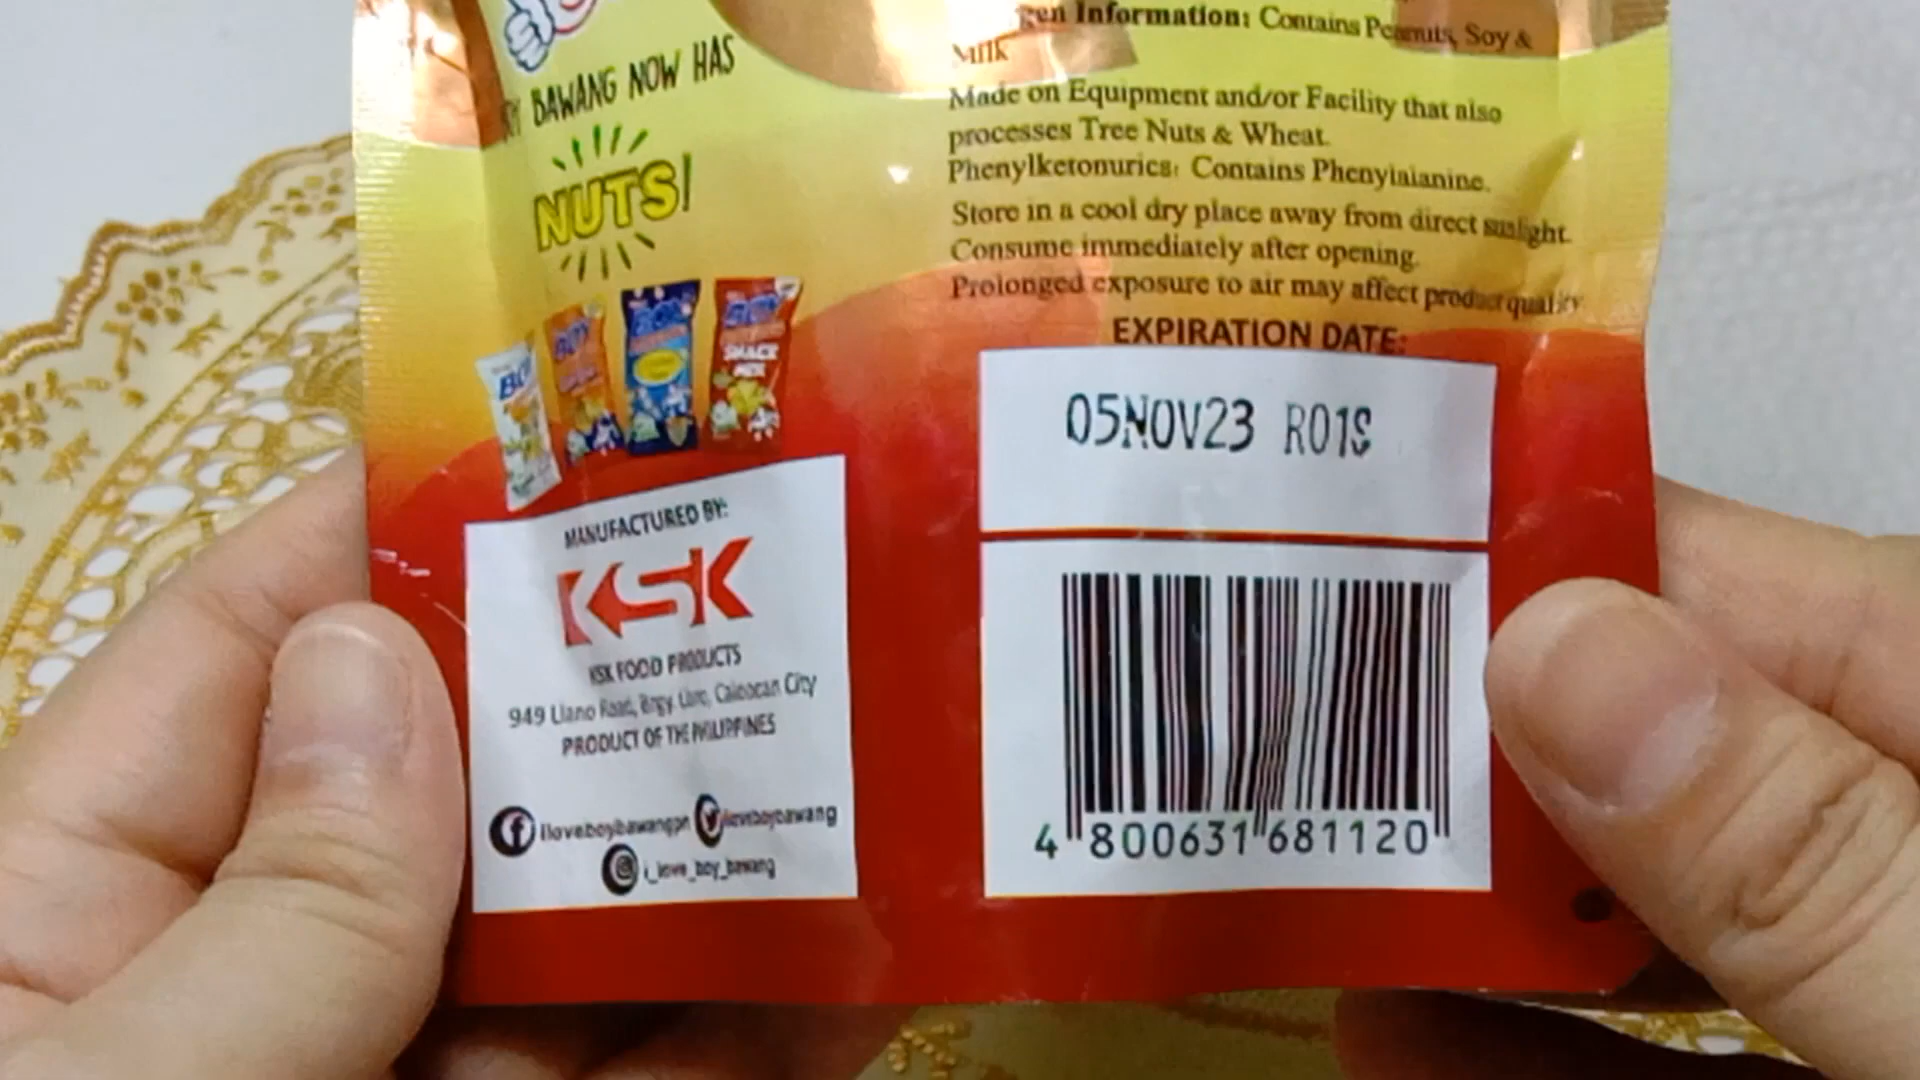 BAWANG NOW HAS
NUTS!
BOY
BOY
BOY
SNACK
MIX
MANUFACTURED BY:
KSK
KSK FOOD PRODUCTS
949 Llano Road, Brgy. Llano, Caloocan City
PRODUCT OF THE PHILIPPINES
iloveboybawangph iloveboybawang
i_love_boy_bawang
Information: Contains Peanuts, Soy &
Milk
Made on Equipment and/or Facility that also
processes Tree Nuts & Wheat.
Phenylketonurics: Contains Phenylalanine.
Store in a cool dry place away from direct sunlight.
Consume immediately after opening.
Prolonged exposure to air may affect product quality
EXPIRATION DATE:
05NOV23 R01S
4 800631 681120